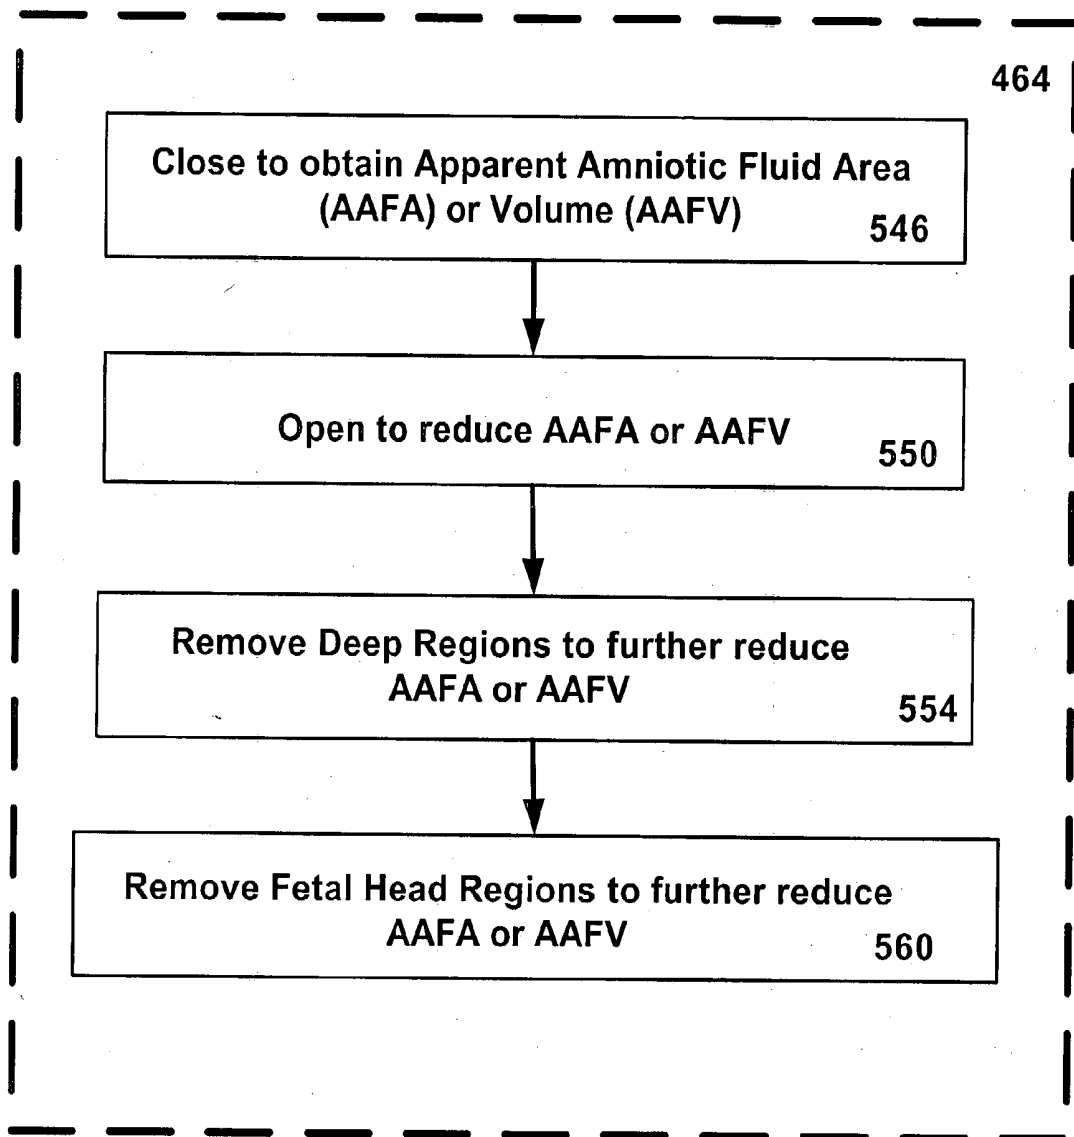 464
Close to obtain Apparent Amniotic Fluid Area
(AAFA) or Volume (AAFV)
546
Open to reduce AAFA or AAFV
550
Remove Deep Regions to further reduce
AAFA or AAFV
554
Remove Fetal Head Regions to further reduce
AAFA or AAFV
560